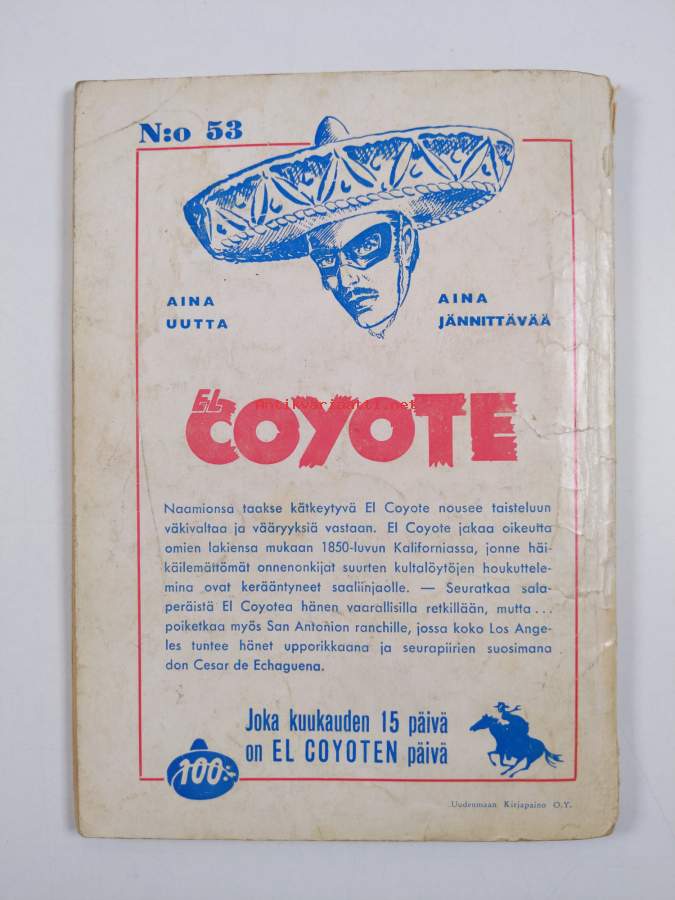 N:o 53
AINA
UUTTA
AINA
JÄNNITTÄVÄÄ
EL
COYOTE
Antikvariaatti.net
Naamionsa taakse kätkeytyvä El Coyote nousee taisteluun
väkivaltaa ja vääryyksiä vastaan. El Coyote jakaa oikeutta
omien lakiensa mukaan 1850-luvun Kaliforniassa, jonne häi-
käilemättömät onnenonkijat suurten kultalöytöjen houkuttele-
mina ovat kerääntyneet saaliinjaolle. — Seuratkaa sala-
peräistä El Coyotea hänen vaarallisilla retkillään, mutta...
poiketkaa myös San Antonion ranchille, jossa koko Los Ange-
les tuntee hänet upporikkaana ja seurapiirien suosimana
don Cesar de Echaguena.
Joka kuukauden 15 päivä
on EL COYOTEN päivä
100:-
Uudenmaan Kirjapaino O.Y.